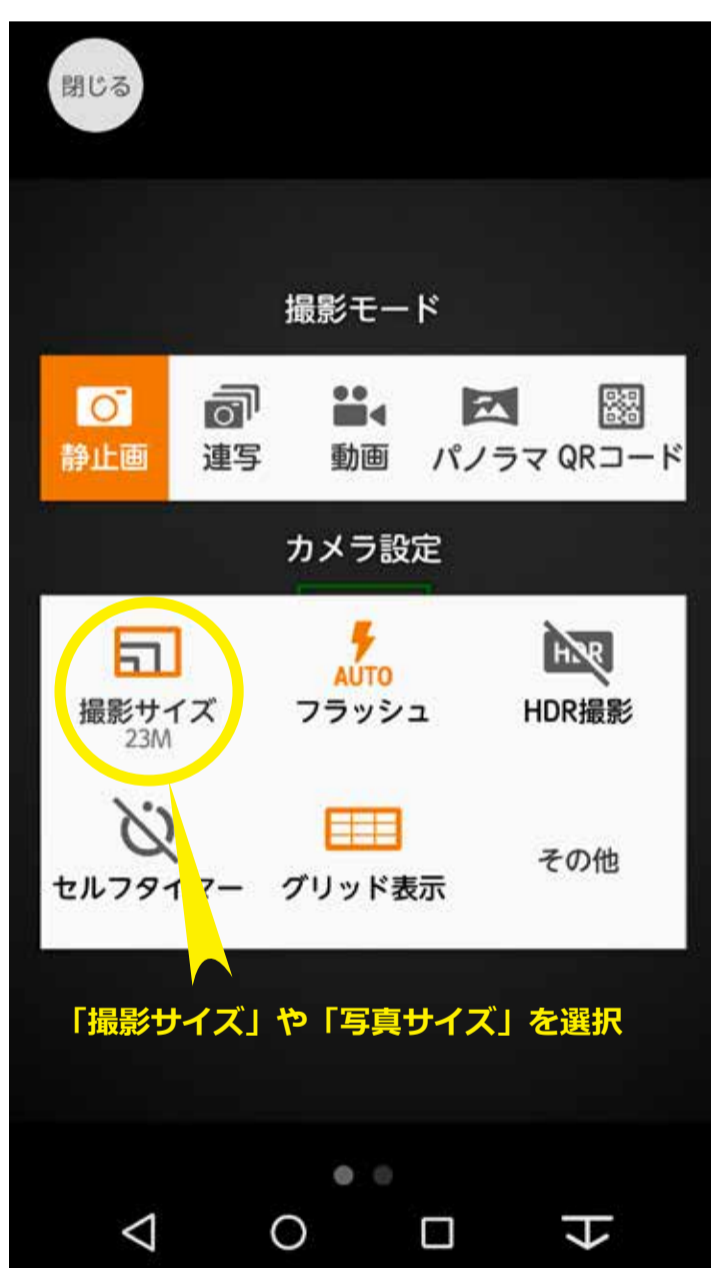 閉じる
撮影モード
静止画 連写 動画 パノラマ QRコード
カメラ設定
AUTO HDR
撮影サイズ フラッシュ HDR撮影
23M
セルフタイマー グリッド表示 その他
「撮影サイズ」や「写真サイズ」を選択